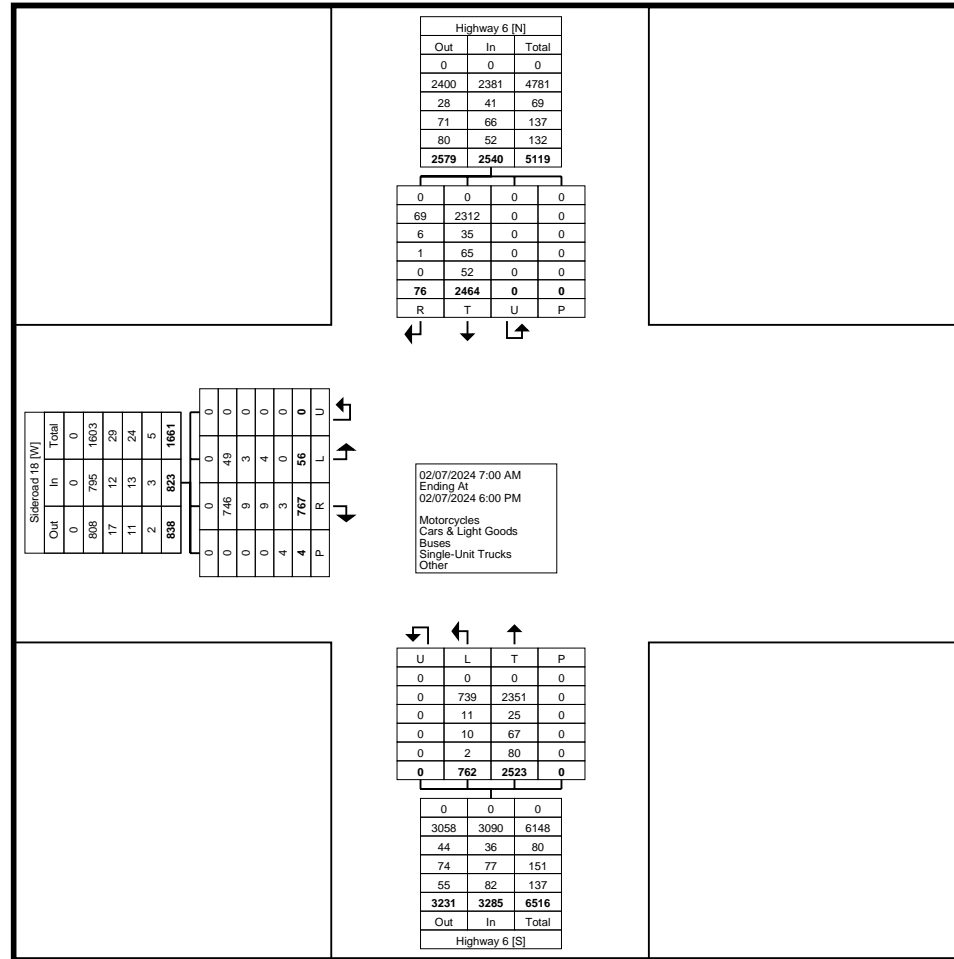 Highway 6 [N]
Out In Total
0 0 0
2400 2381 4781
28 41 69
71 66 137
80 52 132
2579 2540 5119
0 0 0 0
69 2312 0 0
6 35 0 0
1 65 0 0
0 52 0 0
76 2464 0 0
R T U P
Sideroad 18 [W]
Out In Total
0 0 0
808 795 1603
17 12 29
11 13 24
2 3 5
838 823 1661
0 0 0 0
0 746 49 0
0 9 3 0
0 9 4 0
4 3 0 0
4 767 56 0
P R L U
02/07/2024 7:00 AM
Ending At
02/07/2024 6:00 PM
Motorcycles
Cars & Light Goods
Buses
Single-Unit Trucks
Other
U L T P
0 0 0 0
0 739 2351 0
0 11 25 0
0 10 67 0
0 2 80 0
0 762 2523 0
0 0 0
3058 3090 6148
44 36 80
74 77 151
55 82 137
3231 3285 6516
Out In Total
Highway 6 [S]